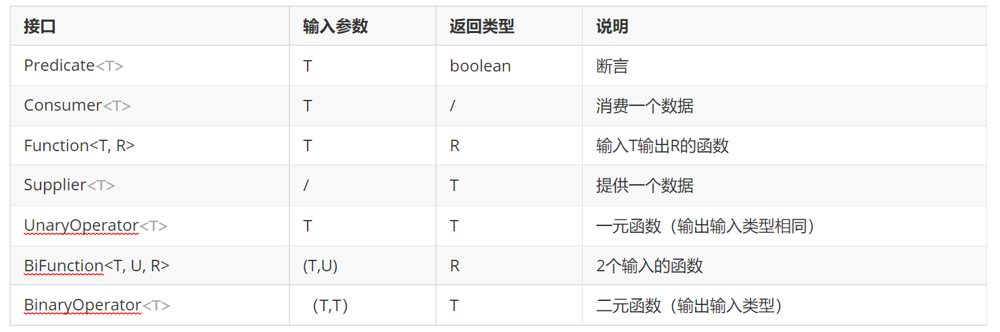 接口 输入参数 返回类型 说明
Predicate<T> T boolean 断言
Consumer<T> T / 消费一个数据
Function<T, R> T R 输入T输出R的函数
Supplier<T> / T 提供一个数据
UnaryOperator<T> T T 一元函数（输出输入类型相同）
BiFunction<T, U, R> (T,U) R 2个输入的函数
BinaryOperator<T> （T,T） T 二元函数（输出输入类型）